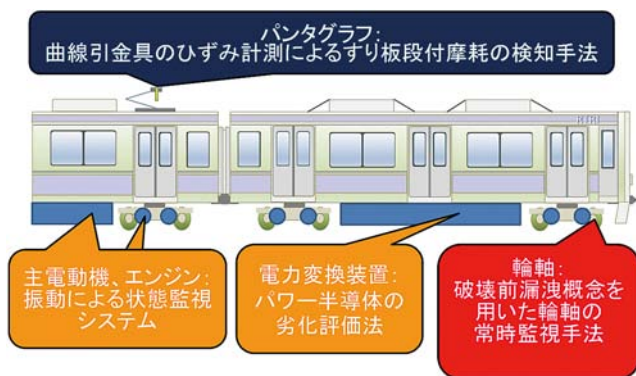 パンタグラフ:
曲線引金具のひずみ計測によるすり板段付摩耗の検知手法
RTRI
主電動機、エンジン:
振動による状態監視
システム
電力変換装置:
パワー半導体の
劣化評価法
輪軸:
破壊前漏洩概念を
用いた輪軸の
常時監視手法